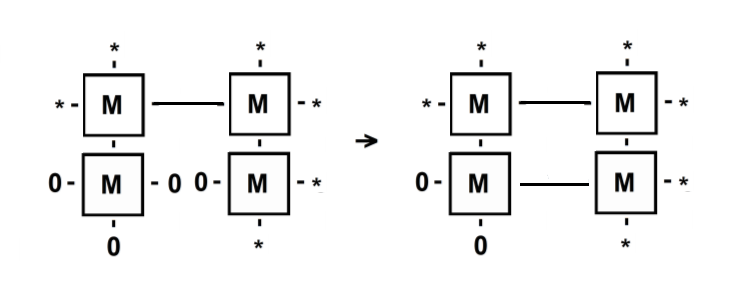 * * * *
* - M M - * * - M M - *
→
0 - M - 0 0 - M - * 0 - M M - *
0 * 0 *